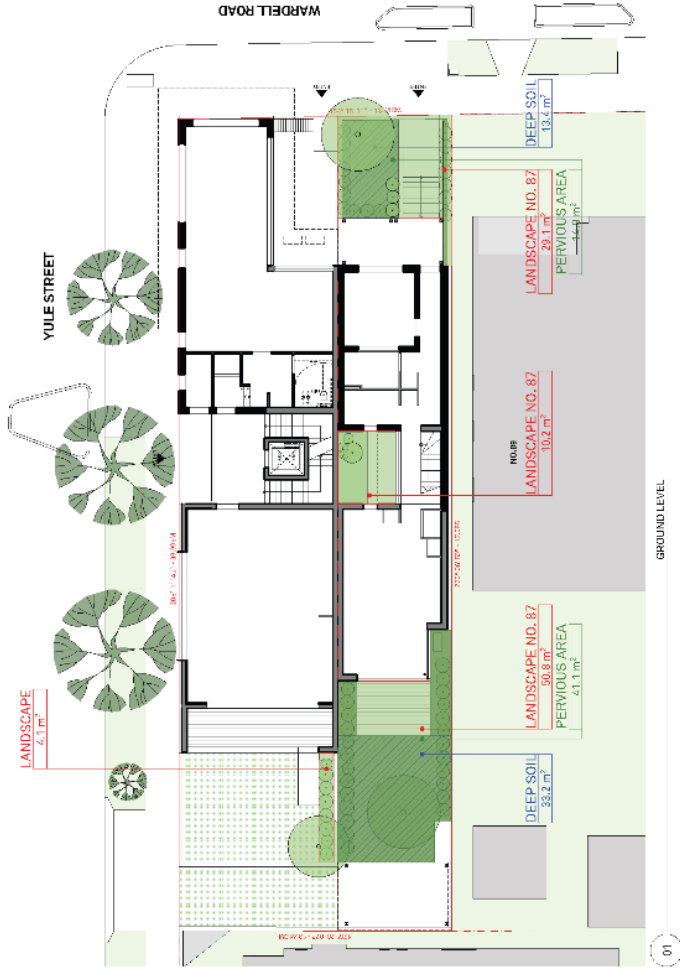 WARDELL ROAD
YULE STREET
DEEP SOIL
13.4 m²
LANDSCAPE NO. 87
29.1 m²
PERVIOUS AREA
LANDSCAPE NO. 87
10.2 m²
NO.89
LANDSCAPE NO. 87
50.8 m²
PERVIOUS AREA
41.1 m²
DEEP SOIL
33.2 m²
LANDSCAPE
4.1 m²
GROUND LEVEL
01